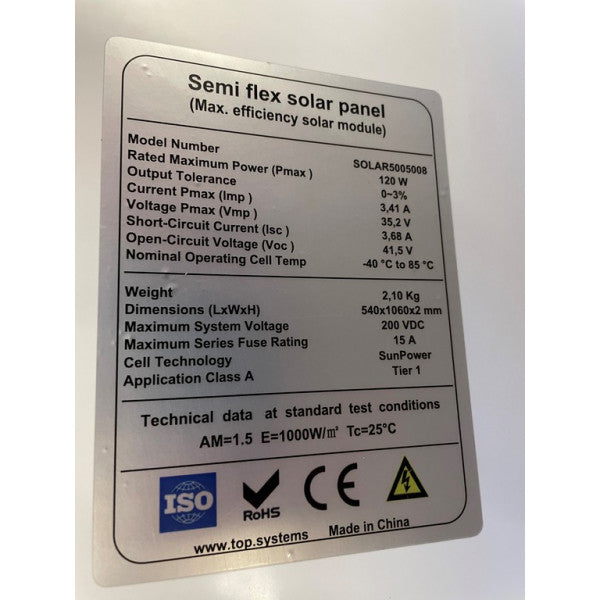 Semi flex solar panel
(Max. efficiency solar module)
Model Number SOLAR5005008
Rated Maximum Power (Pmax ) 120 W
Output Tolerance 0~3%
Current Pmax (Imp ) 3,41 A
Voltage Pmax (Vmp ) 35,2 V
Short-Circuit Current (Isc ) 3,68 A
Open-Circuit Voltage (Voc ) 41,5 V
Nominal Operating Cell Temp -40 °C to 85 °C
Weight 2,10 Kg
Dimensions (LxWxH) 540x1060x2 mm
Maximum System Voltage 200 VDC
Maximum Series Fuse Rating 15 A
Cell Technology SunPower
Application Class A Tier 1
Technical data at standard test conditions
AM=1.5 E=1000W/㎡ Tc=25°C
ISO RoHS CE
www.top.systems Made in China